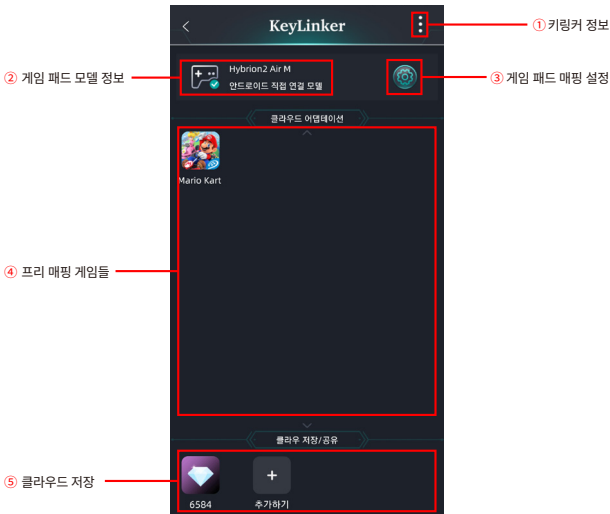 KeyLinker
① 키링커 정보
② 게임 패드 모델 정보
Hybrion2 Air M
안드로이드 직접 연결 모델
③ 게임 패드 매핑 설정
클라우드 어댑테이션
Mario Kart
④ 프리 매핑 게임들
클라우 저장/공유
⑤ 클라우드 저장
6584
추가하기